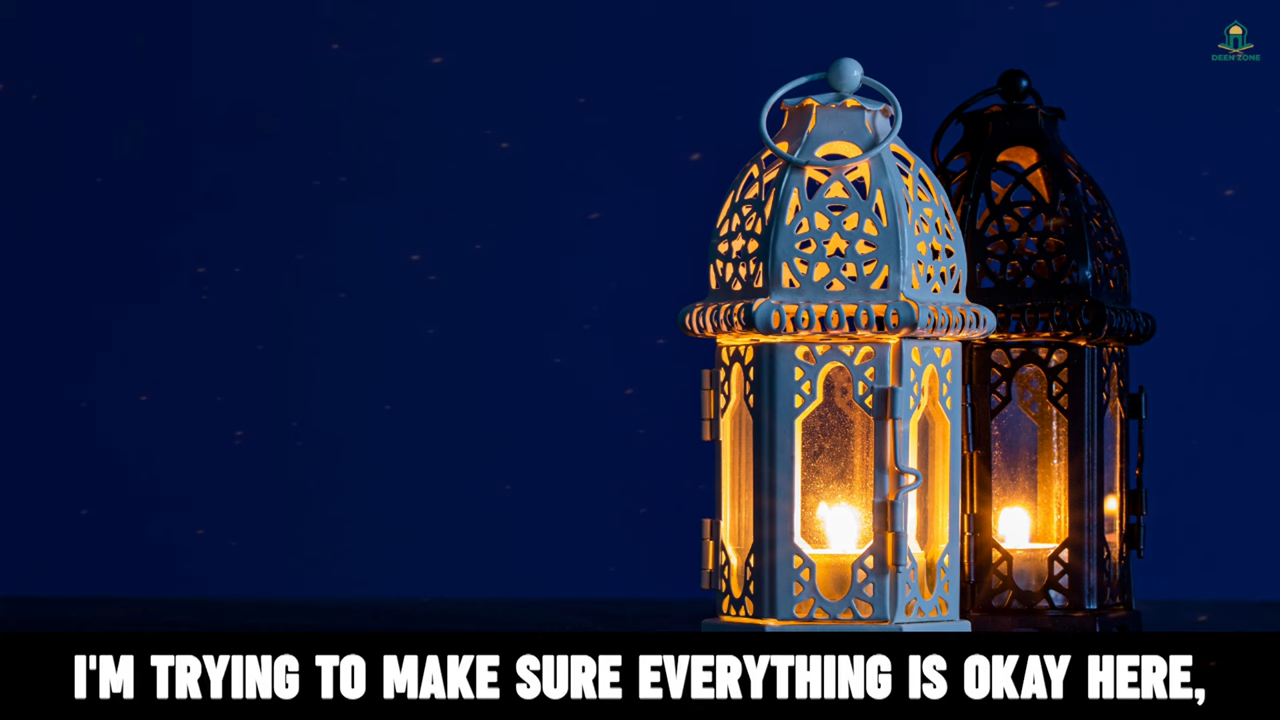 DEEN ZONE
I'M TRYING TO MAKE SURE EVERYTHING IS OKAY HERE,